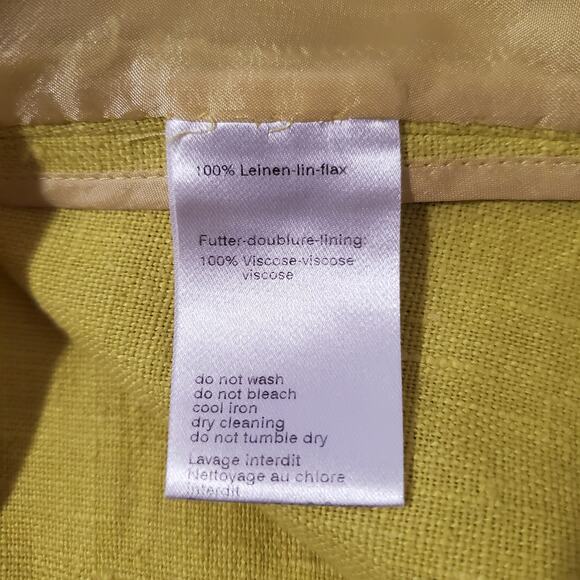 100% Leinen-lin-flax
Futter-doublure-lining:
100% Viscose-viscose
viscose
do not wash
do not bleach
cool iron
dry cleaning
do not tumble dry
Lavage interdit
Nettoyage au chlore
interdit